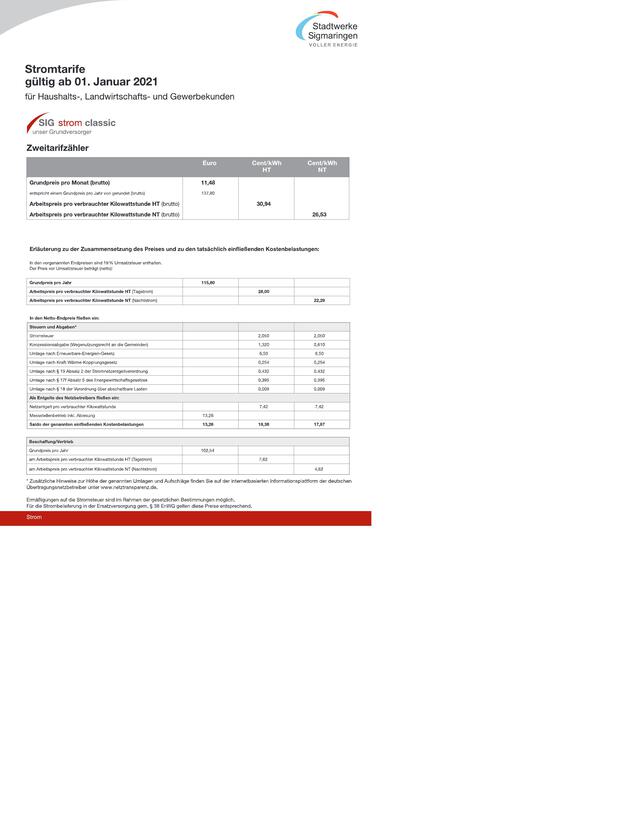 Stadtwerke
Sigmaringen
VOLLER ENERGIE
Stromtarife
gültig ab 01. Januar 2021
für Haushalts-, Landwirtschafts- und Gewerbekunden
SIG strom classic
unser Grundversorger
Zweitarifzähler
Euro Cent/kWh HT Cent/kWh NT
Grundpreis pro Monat (brutto) 11,48
entspricht einem Grundpreis pro Jahr von gerundet (brutto) 137,80
Arbeitspreis pro verbrauchter Kilowattstunde HT (brutto) 30,94
Arbeitspreis pro verbrauchter Kilowattstunde NT (brutto) 26,53
Erläuterung zu der Zusammensetzung des Preises und zu den tatsächlich einfließenden Kostenbelastungen:
In den vorgenannten Endpreisen sind 19 % Umsatzsteuer enthalten.
Der Preis vor Umsatzsteuer beträgt (netto):
Grundpreis pro Jahr 115,80
Arbeitspreis pro verbrauchter Kilowattstunde HT (Tagstrom) 26,00
Arbeitspreis pro verbrauchter Kilowattstunde NT (Nachtstrom) 22,29
In den Netto-Endpreis fließen ein:
Steuern und Abgaben*
Stromsteuer 2,050 2,050
Konzessionsabgabe (Wegenutzungsrecht an die Gemeinden) 1,320 0,610
Umlage nach Erneuerbare-Energien-Gesetz 6,50 6,50
Umlage nach Kraft-Wärme-Kopplungsgesetz 0,254 0,254
Umlage nach § 19 Absatz 2 der Stromnetzentgeltverordnung 0,432 0,432
Umlage nach § 17f Absatz 5 des Energiewirtschaftsgesetzes 0,395 0,395
Umlage nach § 18 der Verordnung über abschaltbare Lasten 0,009 0,009
Als Entgelte des Netzbetreibers fließen ein:
Netzentgelt pro verbrauchter Kilowattstunde 7,42 7,42
Messstellenbetrieb inkl. Ablesung 13,26
Saldo der genannten einfließenden Kostenbelastungen 13,26 18,38 17,67
Beschaffung/Vertrieb
Grundpreis pro Jahr 102,54
am Arbeitspreis pro verbrauchter Kilowattstunde HT (Tagstrom) 7,62
am Arbeitspreis pro verbrauchter Kilowattstunde NT (Nachtstrom) 4,62
* Zusätzliche Hinweise zur Höhe der genannten Umlagen und Aufschläge finden Sie auf der internetbasierten Informationsplattform der deutschen
Übertragungsnetzbetreiber unter www.netztransparenz.de.
Ermäßigungen auf die Stromsteuer sind im Rahmen der gesetzlichen Bestimmungen möglich.
Für die Strombelieferung in der Ersatzversorgung gem. § 38 EnWG gelten diese Preise entsprechend.
Strom